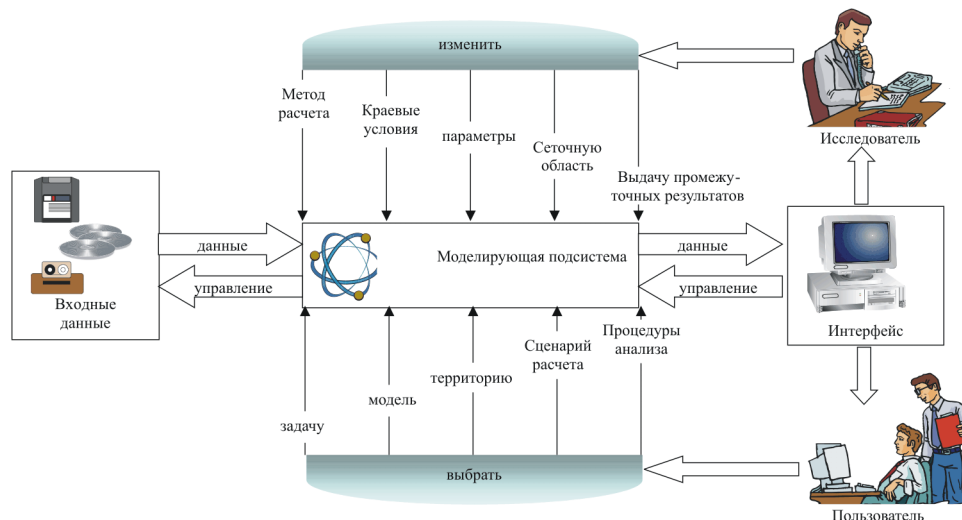 изменить
Метод
расчета
Краевые
условия
параметры
Сеточную
область
Выдачу промежу-
точных результатов
Исследователь
данные
управление
Входные
данные
Моделирующая подсистема
данные
управление
Интерфейс
задачу
модель
территорию
Сценарий
расчета
Процедуры
анализа
выбрать
Пользователь